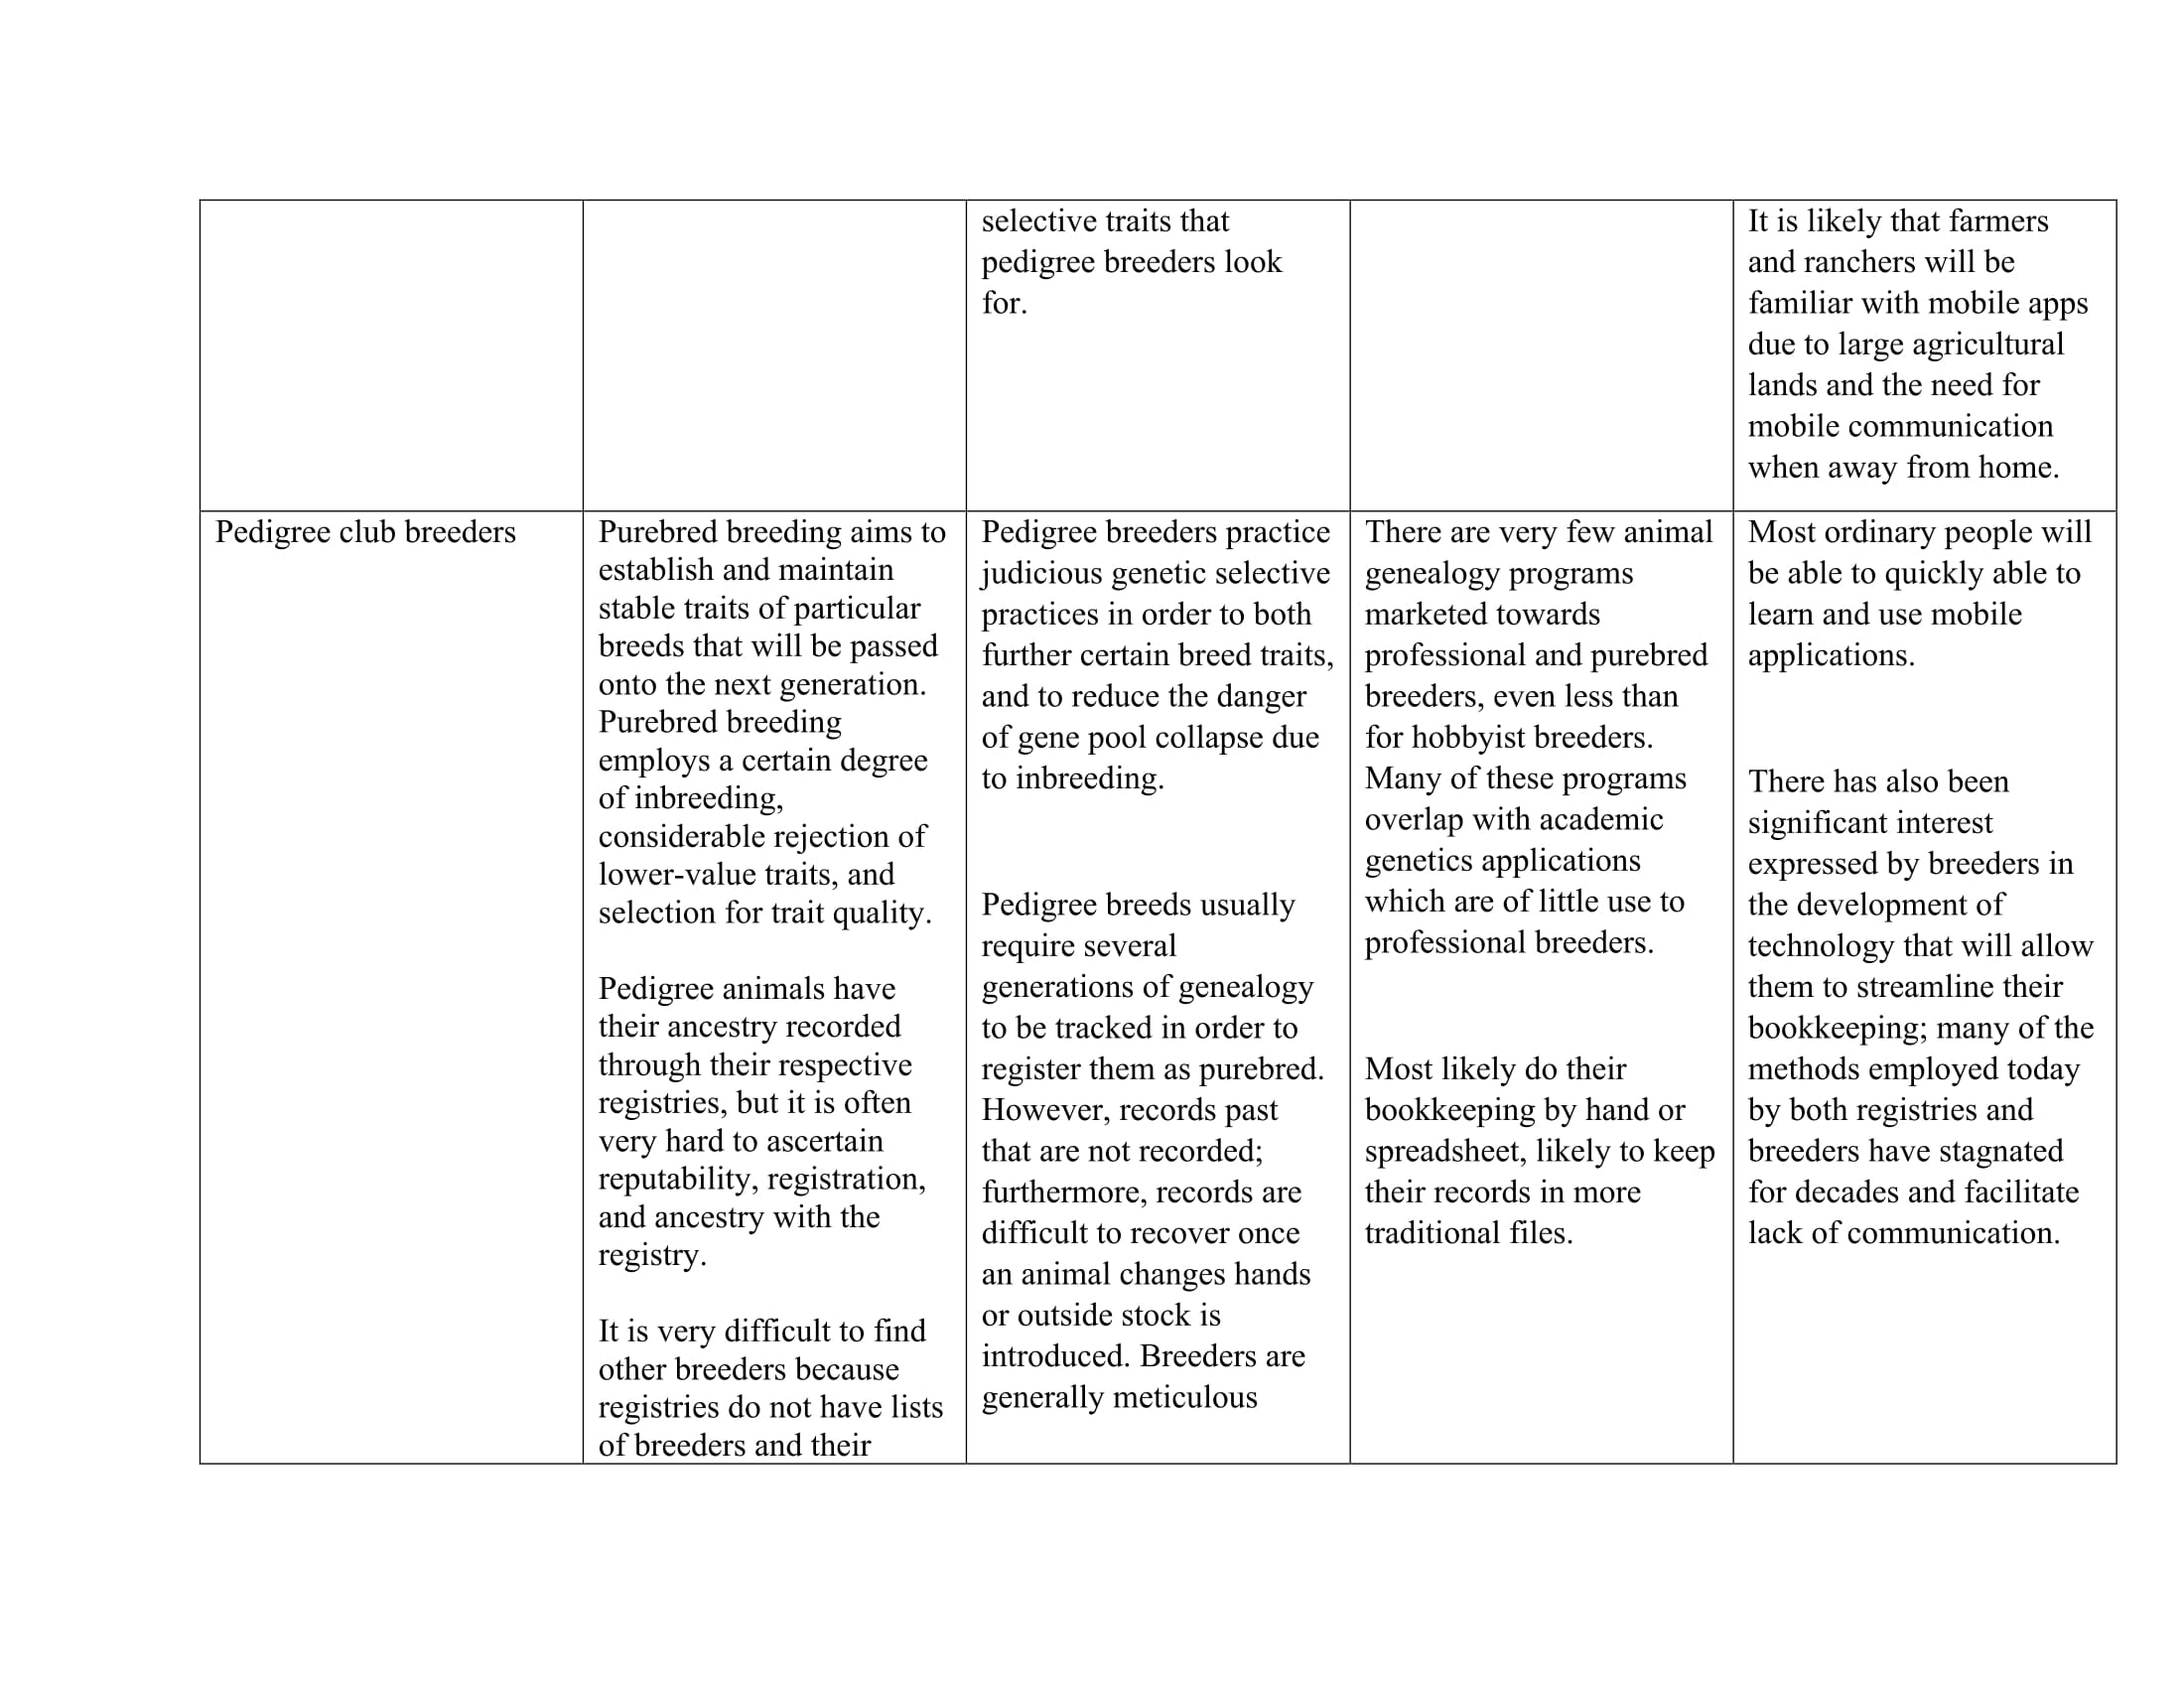 selective traits that
pedigree breeders look
for.
It is likely that farmers
and ranchers will be
familiar with mobile apps
due to large agricultural
lands and the need for
mobile communication
when away from home.
Pedigree club breeders
Purebred breeding aims to
establish and maintain
stable traits of particular
breeds that will be passed
onto the next generation.
Purebred breeding
employs a certain degree
of inbreeding,
considerable rejection of
lower-value traits, and
selection for trait quality.
Pedigree animals have
their ancestry recorded
through their respective
registries, but it is often
very hard to ascertain
reputability, registration,
and ancestry with the
registry.
It is very difficult to find
other breeders because
registries do not have lists
of breeders and their
Pedigree breeders practice
judicious genetic selective
practices in order to both
further certain breed traits,
and to reduce the danger
of gene pool collapse due
to inbreeding.
Pedigree breeds usually
require several
generations of genealogy
to be tracked in order to
register them as purebred.
However, records past
that are not recorded;
furthermore, records are
difficult to recover once
an animal changes hands
or outside stock is
introduced. Breeders are
generally meticulous
There are very few animal
genealogy programs
marketed towards
professional and purebred
breeders, even less than
for hobbyist breeders.
Many of these programs
overlap with academic
genetics applications
which are of little use to
professional breeders.
Most likely do their
bookkeeping by hand or
spreadsheet, likely to keep
their records in more
traditional files.
Most ordinary people will
be able to quickly able to
learn and use mobile
applications.
There has also been
significant interest
expressed by breeders in
the development of
technology that will allow
them to streamline their
bookkeeping; many of the
methods employed today
by both registries and
breeders have stagnated
for decades and facilitate
lack of communication.